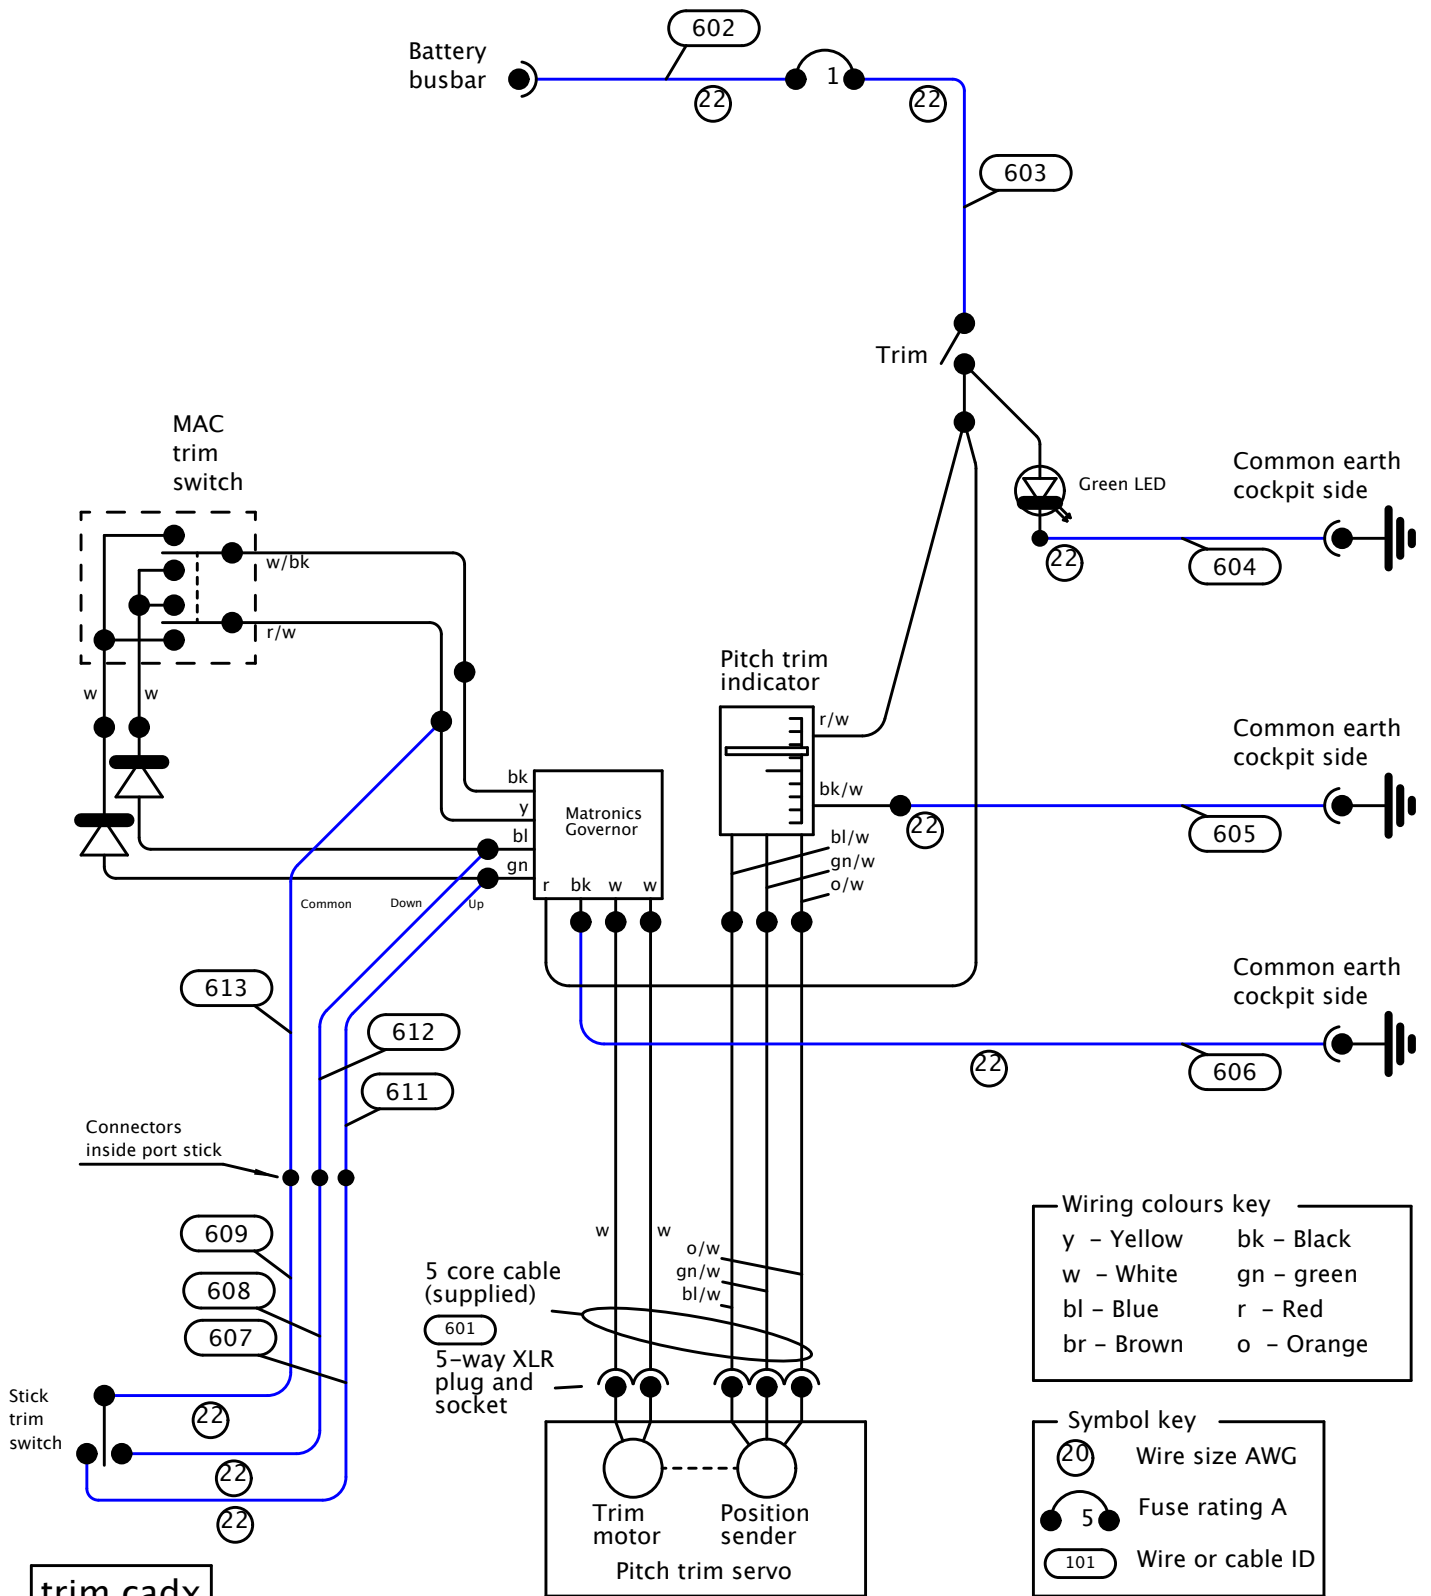 602
Battery
busbar
1
22
22
603
Trim
MAC
trim
switch
Green LED
Common earth
cockpit side
w/bk
22
604
r/w
Pitch trim
indicator
w
w
r/w
Common earth
cockpit side
bk
y
bl
gn
Matronics
Governor
bk/w
22
605
bl/w
gn/w
o/w
r
bk
w
w
Common
Down
Up
Common earth
cockpit side
613
612
22
606
611
Connectors
inside port stick
609
608
607
w
w
o/w
gn/w
bl/w
5 core cable
(supplied)
601
5-way XLR
plug and
socket
Wiring colours key
y - Yellow
bk - Black
w - White
gn - green
bl - Blue
r - Red
br - Brown
o - Orange
Stick
trim
switch
22
22
22
Trim
motor
Position
sender
Pitch trim servo
Symbol key
20
Wire size AWG
5
Fuse rating A
101
Wire or cable ID
trim.cadx